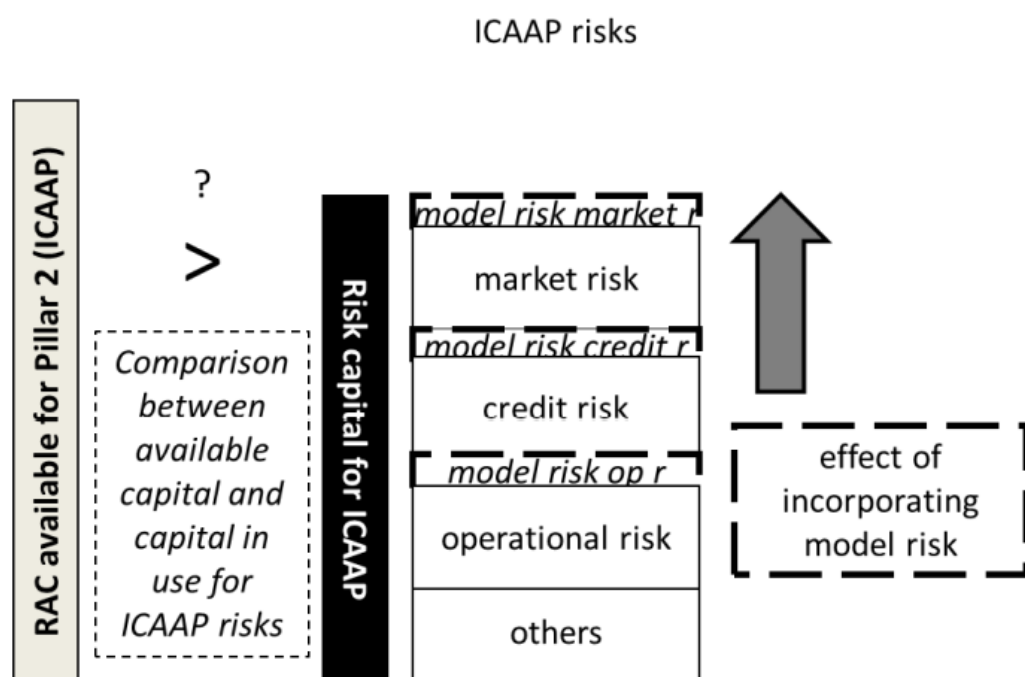 ICAAP risks
RAC available for Pillar 2 (ICAAP)
?
>
Comparison
between
available
capital and
capital in
use for
ICAAP risks
Risk capital for ICAAP
model risk market r
market risk
model risk credit r
credit risk
model risk op r
operational risk
others
effect of
incorporating
model risk